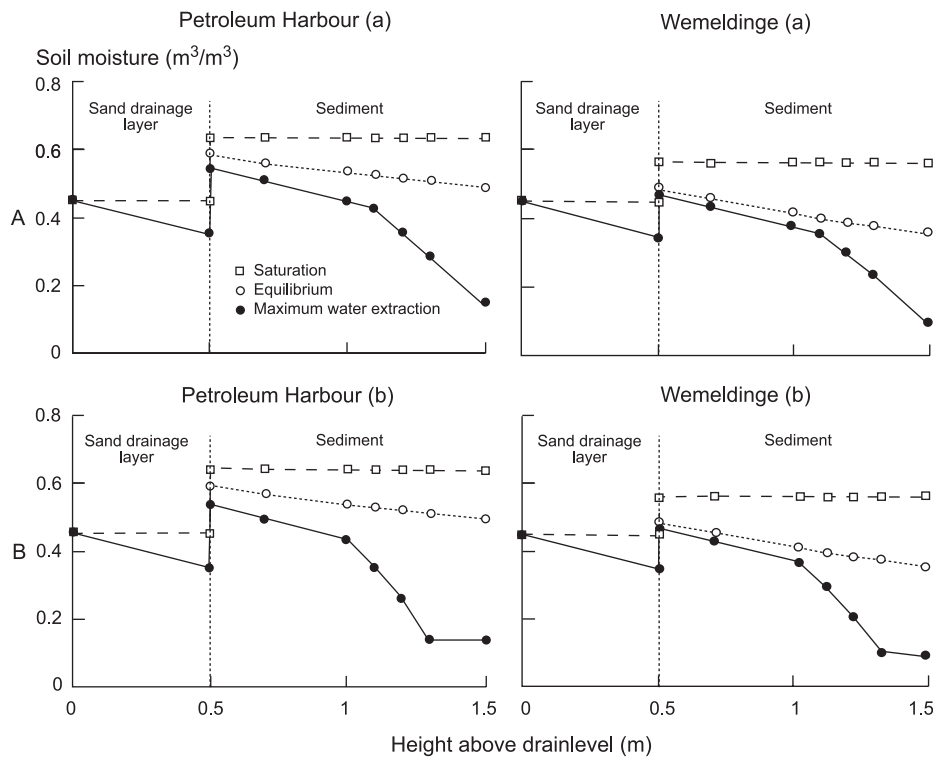 Petroleum Harbour (a)
Wemeldinge (a)
Soil moisture (m³/m³)
0.8
Sand drainage
layer
Sediment
Sand drainage
layer
Sediment
0.6
A
0.4
□ Saturation
○ Equilibrium
● Maximum water extraction
0.2
0
Petroleum Harbour (b)
Wemeldinge (b)
0.8
Sand drainage
layer
Sediment
Sand drainage
layer
Sediment
0.6
B
0.4
0.2
0
0 0.5 1 1.5
0 0.5 1 1.5
Height above drainlevel (m)